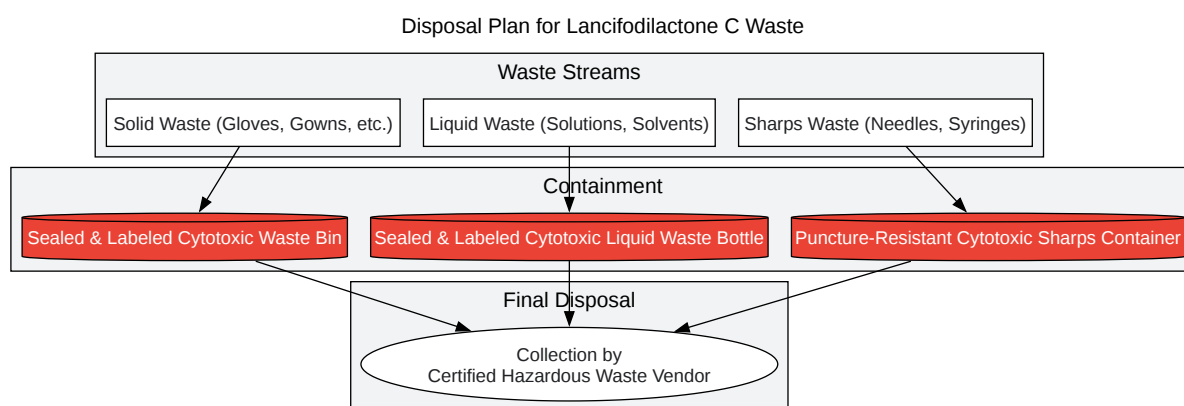 Disposal Plan for Lancifodilactone C Waste
Waste Streams
Solid Waste (Gloves, Gowns, etc.)
Liquid Waste (Solutions, Solvents)
Sharps Waste (Needles, Syringes)
Containment
Sealed & Labeled Cytotoxic Waste Bin
Sealed & Labeled Cytotoxic Liquid Waste Bottle
Puncture-Resistant Cytotoxic Sharps Container
Final Disposal
Collection by
Certified Hazardous Waste Vendor